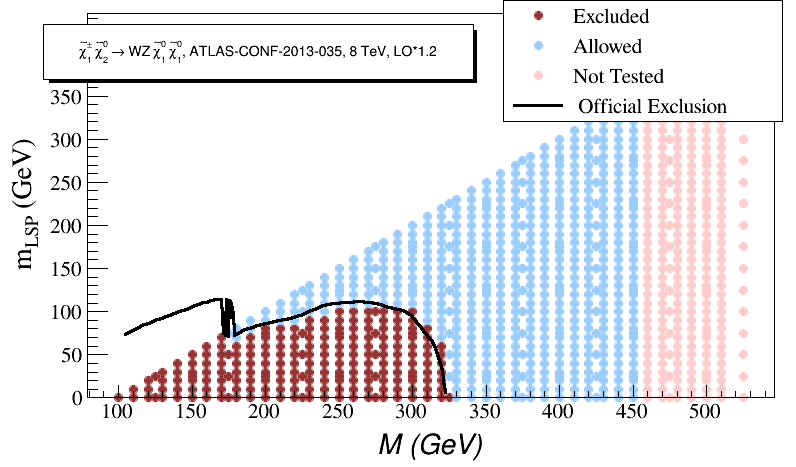 Excluded
Allowed
Not Tested
Official Exclusion
χ̃₁± χ̃₂⁰ → WZ χ̃₁⁰ χ̃₁⁰, ATLAS-CONF-2013-035, 8 TeV, LO*1.2
m_LSP (GeV)
350
300
250
200
150
100
50
0
100 150 200 250 300 350 400 450 500
M (GeV)